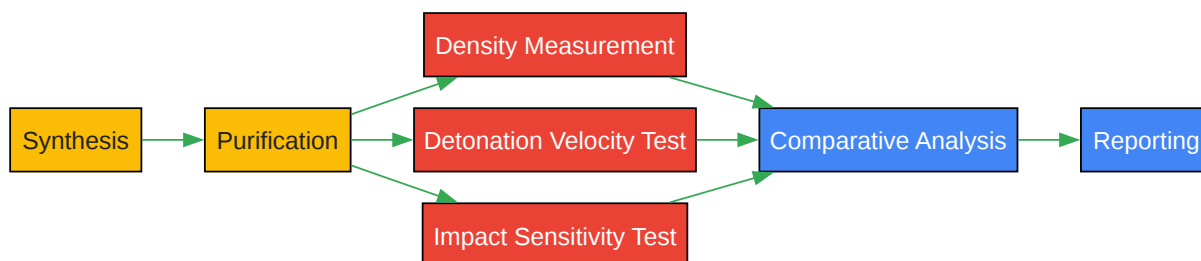 Synthesis
Purification
Density Measurement
Detonation Velocity Test
Impact Sensitivity Test
Comparative Analysis
Reporting